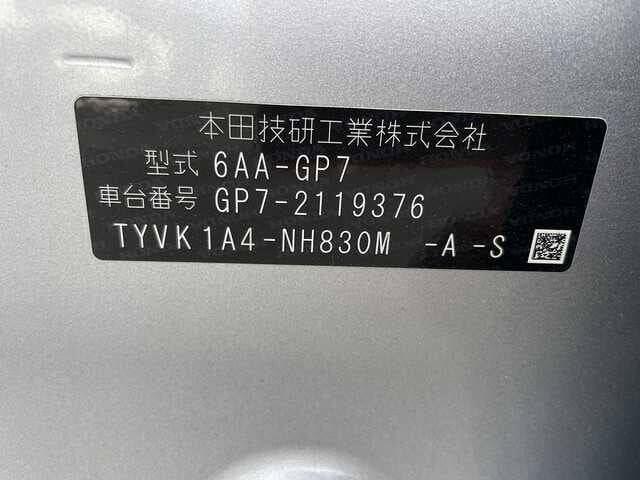 本田技研工業株式会社
型式 6AA-GP7
車台番号 GP7-2119376
TYVK1A4-NH830M -A-S